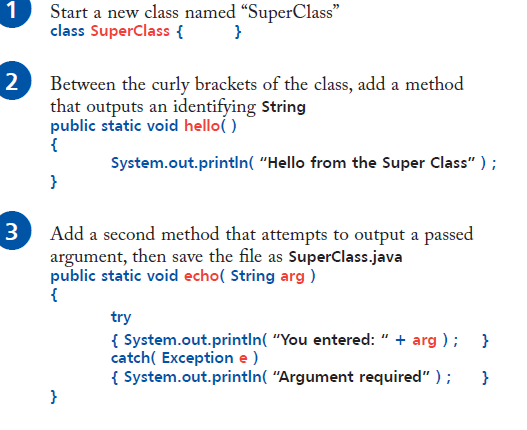 1 Start a new class named “SuperClass”
class SuperClass { }
2 Between the curly brackets of the class, add a method
that outputs an identifying String
public static void hello( )
{
System.out.println( “Hello from the Super Class” ) ;
}
3 Add a second method that attempts to output a passed
argument, then save the file as SuperClass.java
public static void echo( String arg )
{
try
{ System.out.println( “You entered: “ + arg ) ; }
catch( Exception e )
{ System.out.println( “Argument required” ) ; }
}